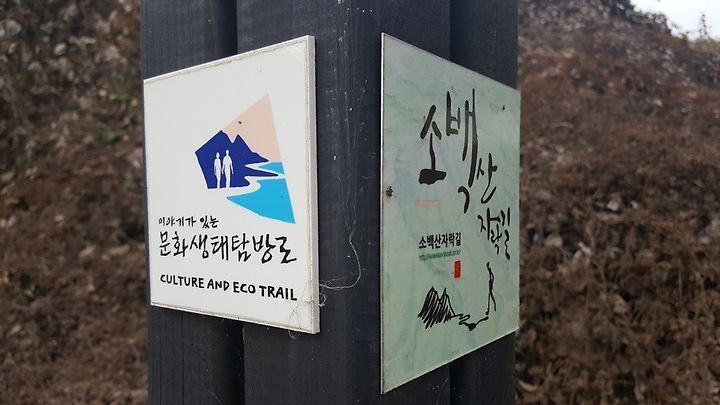 이야기가 있는
문화생태탐방로
CULTURE AND ECO TRAIL
소백산
자락길
소백산자락길